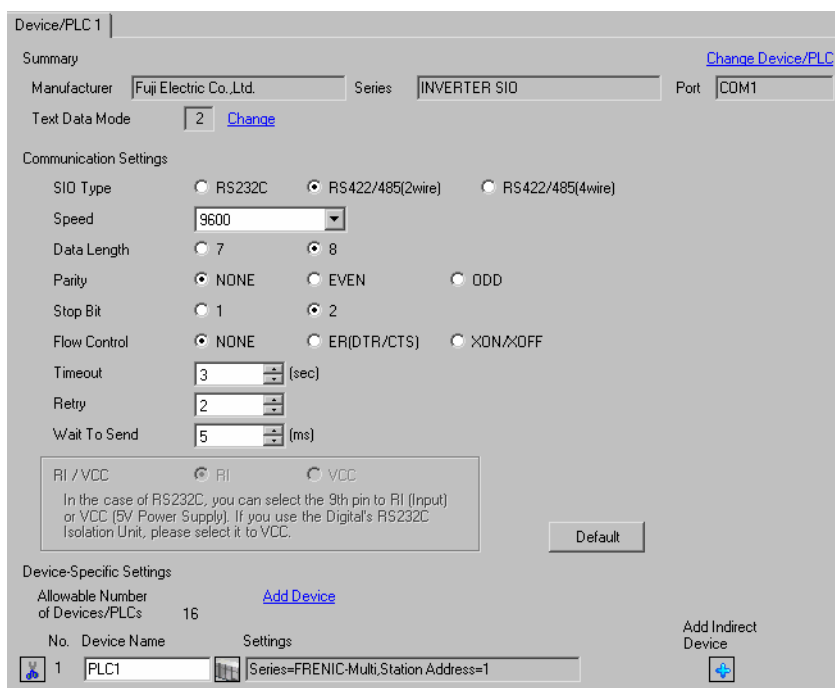 Device/PLC 1
Summary
Change Device/PLC
Manufacturer Fuji Electric Co.,Ltd. Series INVERTER SIO Port COM1
Text Data Mode 2 Change
Communication Settings
SIO Type RS232C RS422/485(2wire) RS422/485(4wire)
Speed 9600
Data Length 7 8
Parity NONE EVEN ODD
Stop Bit 1 2
Flow Control NONE ER(DTR/CTS) XON/XOFF
Timeout 3 (sec)
Retry 2
Wait To Send 5 (ms)
RI / VCC RI VCC
In the case of RS232C, you can select the 9th pin to RI (Input)
or VCC (5V Power Supply). If you use the Digital's RS232C
Isolation Unit, please select it to VCC.
Default
Device-Specific Settings
Allowable Number
of Devices/PLCs 16 Add Device
Add Indirect
Device
No. Device Name Settings
1 PLC1 Series=FRENIC-Multi,Station Address=1